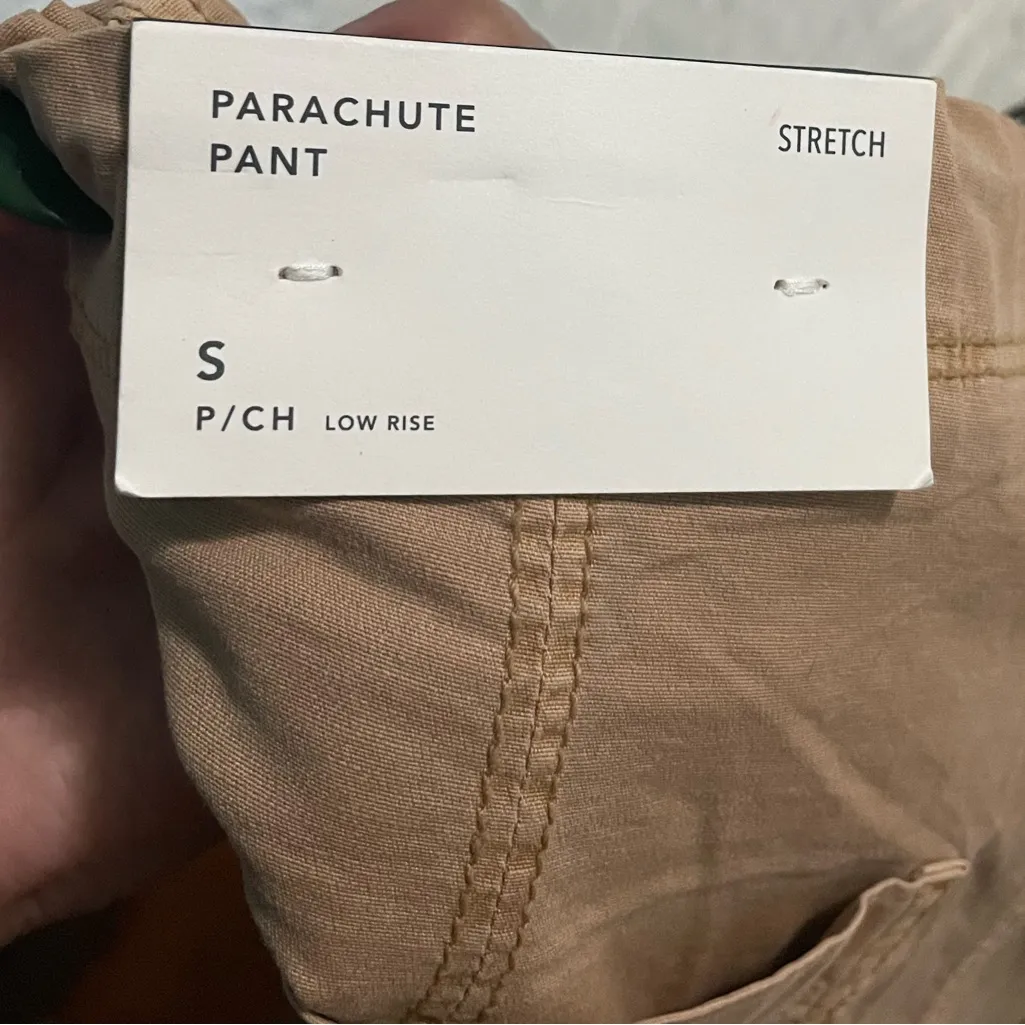 PARACHUTE
PANT
STRETCH
S
P/CH LOW RISE